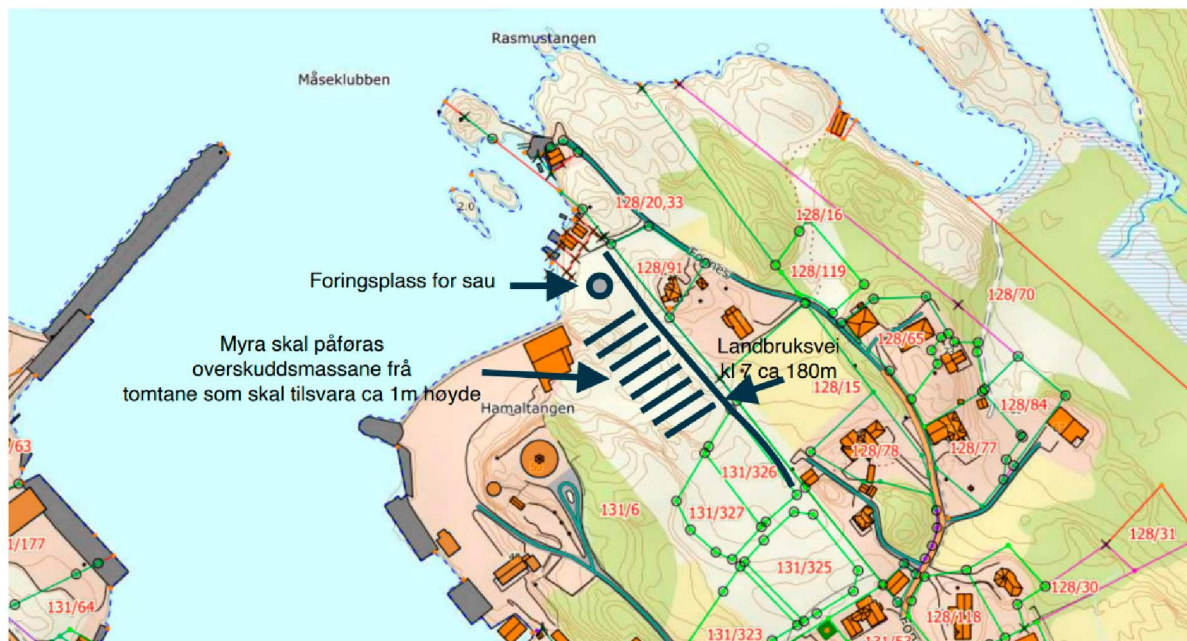 Rasmustangen
Måseklubben
2.0
128/20,33
128/16
Foringsplass for sau
128/91
Fonnes
128/119
128/70
Myra skal påføras
overskuddsmassane frå
tomtane som skal tilsvara ca 1m høyde
Landbruksvei
kl 7 ca 180m
128/65
128/15
128/84
Hamaltangen
128/78
128/77
/63
131/326
131/6
131/327
1/177
128/31
131/325
131/64
128/30
128/118
131/323
131/53